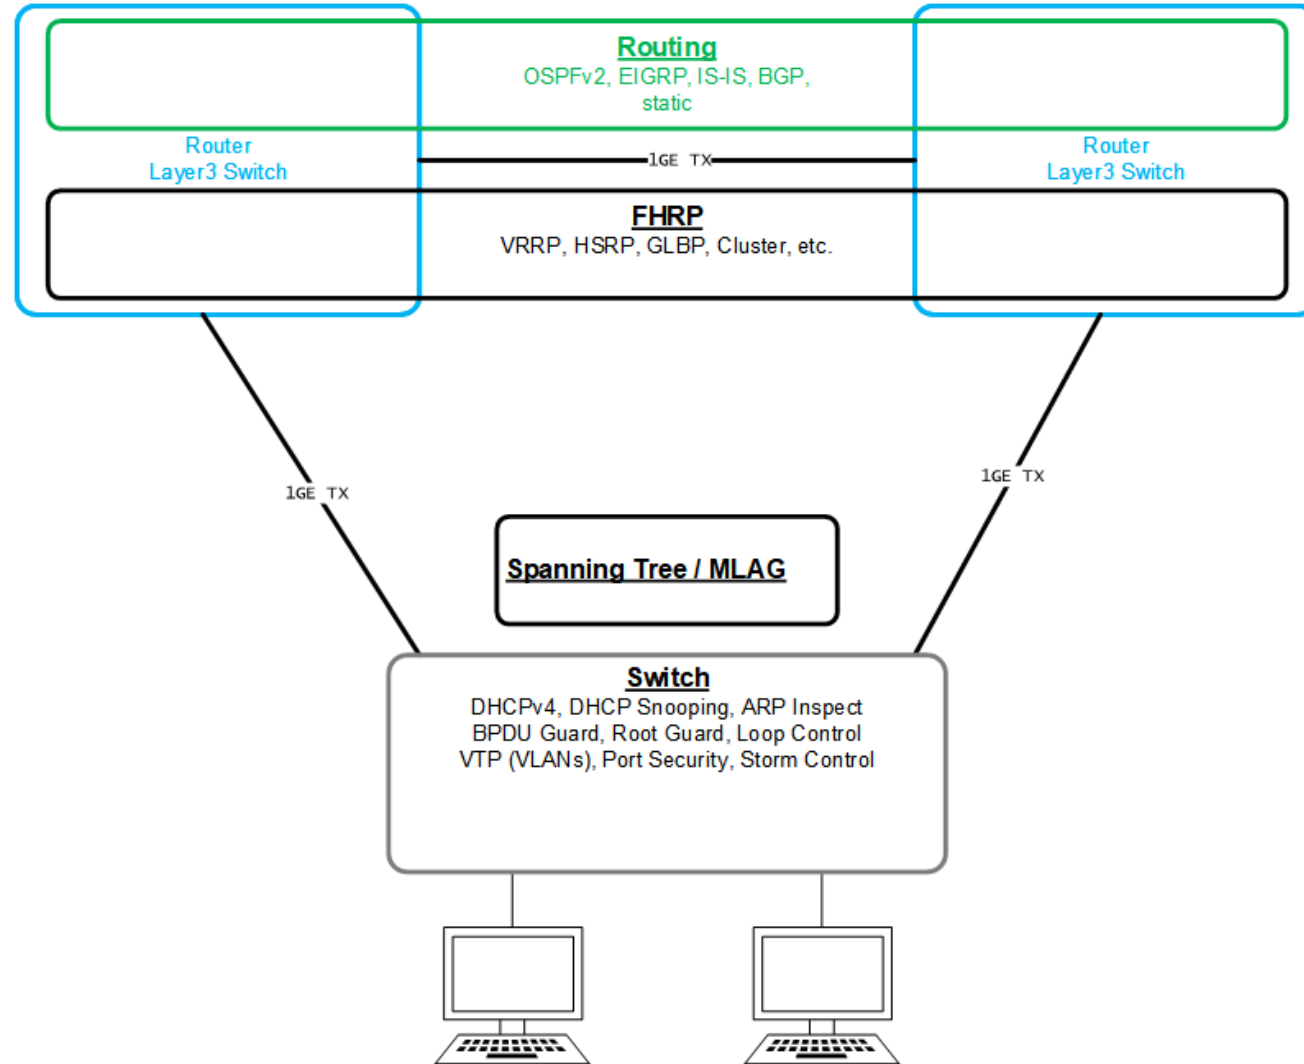 Routing
OSPFv2, EIGRP, IS-IS, BGP,
static
Router
Layer3 Switch
1GE TX
Router
Layer3 Switch
FHRP
VRRP, HSRP, GLBP, Cluster, etc.
1GE TX
1GE TX
Spanning Tree / MLAG
Switch
DHCPv4, DHCP Snooping, ARP Inspect
BPDU Guard, Root Guard, Loop Control
VTP (VLANs), Port Security, Storm Control